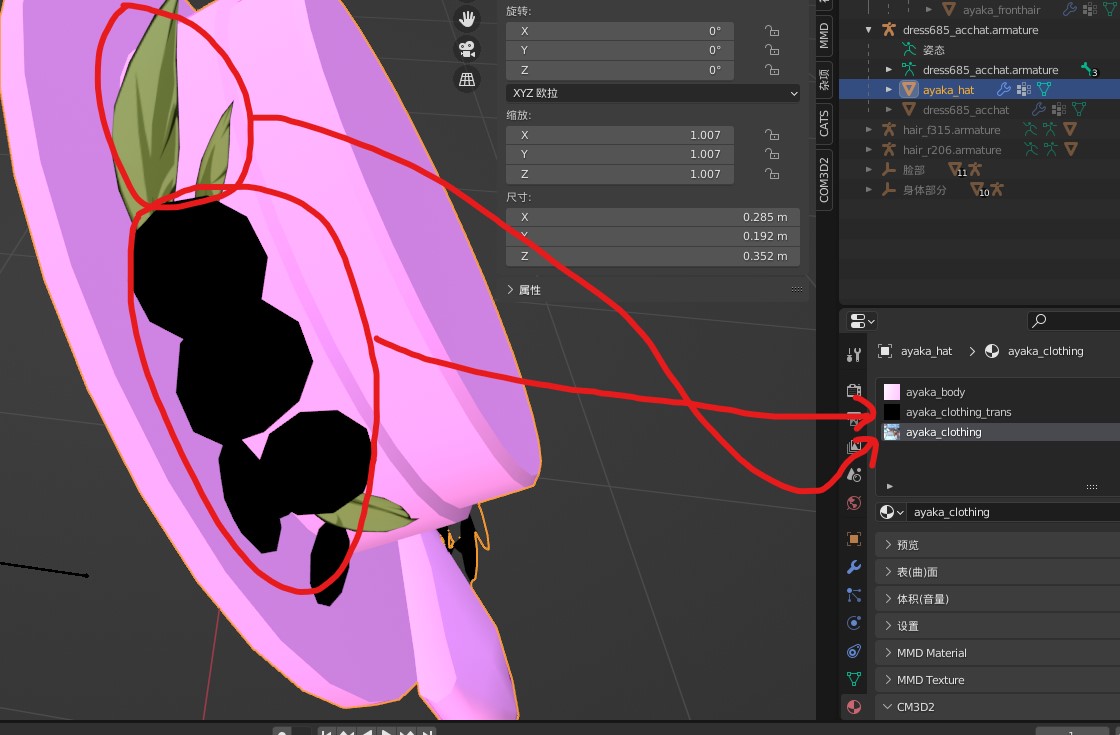 旋转:
X 0°
Y 0°
Z 0°
XYZ 欧拉
缩放:
X 1.007
Y 1.007
Z 1.007
尺寸:
X 0.285 m
Y 0.192 m
Z 0.352 m
属性
MMD
杂项
CATS
COM3D2
ayaka_fronthair
dress685_acchat.armature
姿态
dress685_acchat.armature 3
ayaka_hat
dress685_acchat
hair_f315.armature
hair_r206.armature
脸部 11
身体部分 10
ayaka_hat > ayaka_clothing
ayaka_body
ayaka_clothing_trans
ayaka_clothing
ayaka_clothing
预览
表(曲)面
体积(音量)
设置
MMD Material
MMD Texture
CM3D2
1